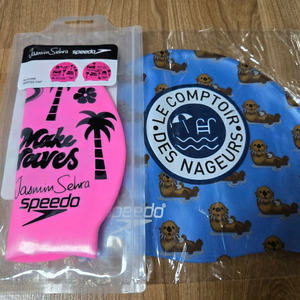 Jasmin Sehra
speedo
Make
Waves
Jasmin Sehra
speedo
LE COMPTOIR
DES NAGEURS
speedo